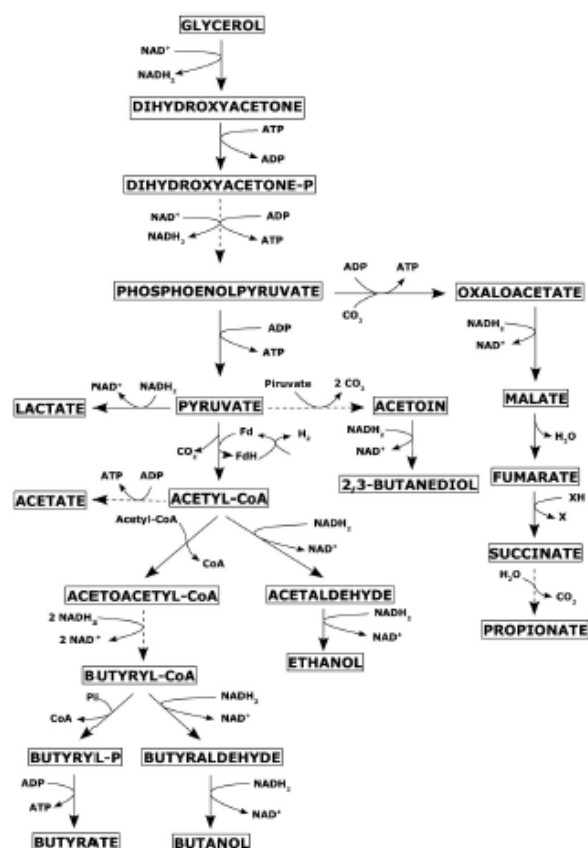 GLYCEROL
NAD⁺
NADH₂
DIHYDROXYACETONE
ATP
ADP
DIHYDROXYACETONE-P
NAD⁺ ADP
NADH₂ ATP
ADP ATP
PHOSPHOENOLPYRUVATE OXALOACETATE
CO₂
NADH₂
NAD⁺
ADP
ATP
NAD⁺ NADH₂ Piruvate 2 CO₂
LACTATE PYRUVATE ACETOIN MALATE
CO₂ Fd H₂
FdH
NADH₂
NAD⁺
H₂O
FUMARATE
ATP ADP
ACETATE ACETYL-CoA 2,3-BUTANEDIOL
XH
X
Acetyl-CoA
CoA
NADH₂
NAD⁺
SUCCINATE
H₂O
CO₂
ACETOACETYL-CoA ACETALDEHYDE
2 NADH₂
2 NAD⁺
NADH₂
NAD⁺
PROPIONATE
BUTYRYL-CoA ETHANOL
Pii
CoA
NADH₂
NAD⁺
BUTYRYL-P BUTYRALDEHYDE
ADP
ATP
NADH₂
NAD⁺
BUTYRATE BUTANOL